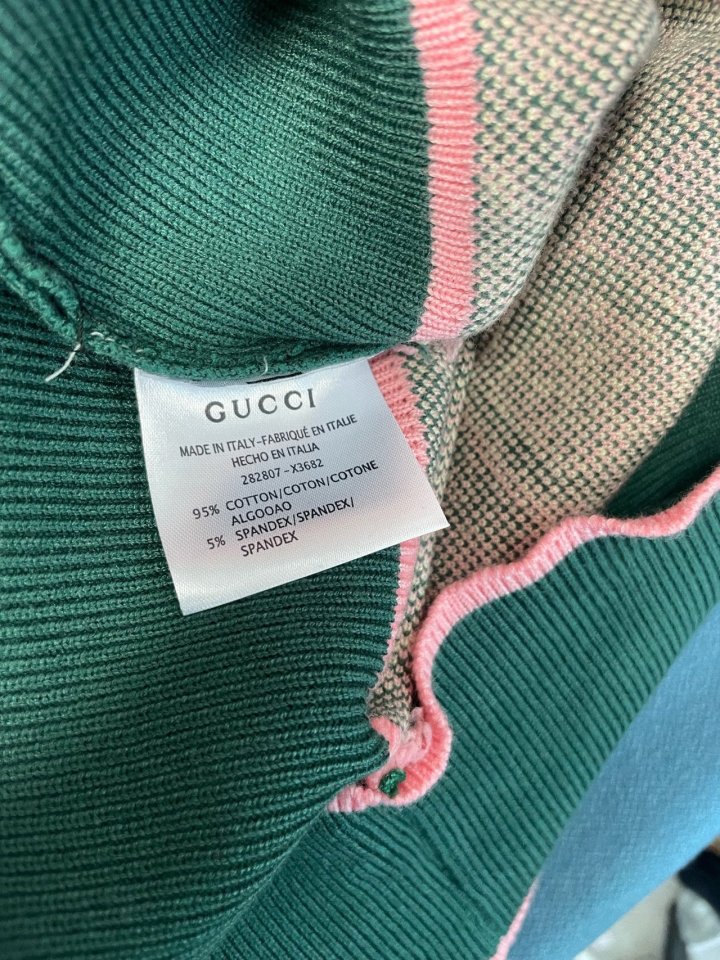 GUCCI
MADE IN ITALY-FABRIQUÉ EN ITALIE
HECHO EN ITALIA
282807-X3682
95% COTTON/COTON/COTONE
ALGOOAO
5% SPANDEX/SPANDEX/
SPANDEX